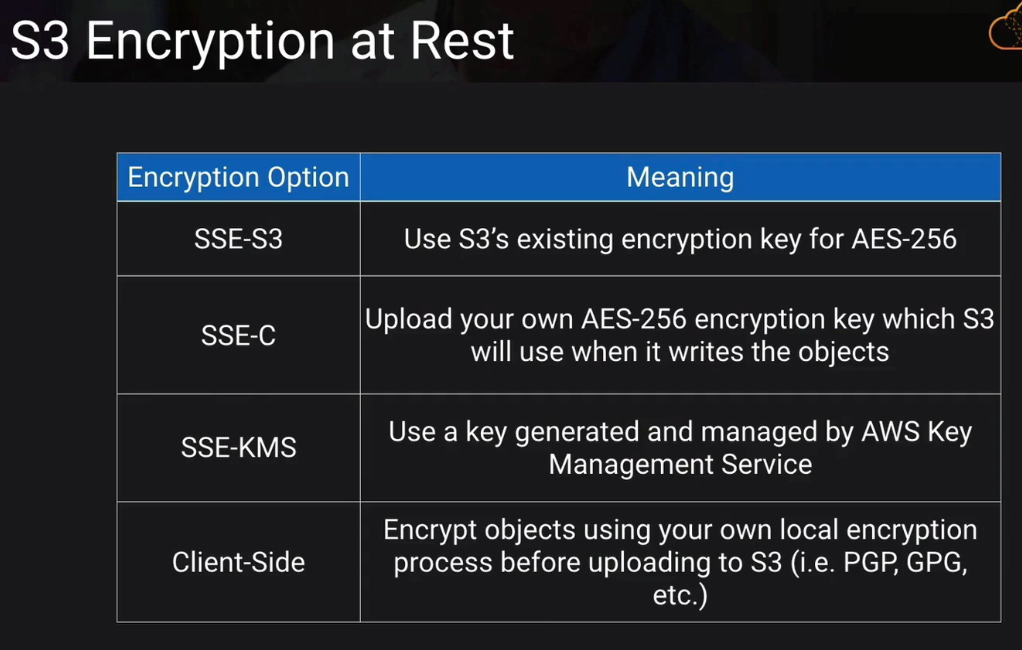 S3 Encryption at Rest
Encryption Option
Meaning
SSE-S3
Use S3’s existing encryption key for AES-256
SSE-C
Upload your own AES-256 encryption key which S3
will use when it writes the objects
SSE-KMS
Use a key generated and managed by AWS Key
Management Service
Client-Side
Encrypt objects using your own local encryption
process before uploading to S3 (i.e. PGP, GPG,
etc.)